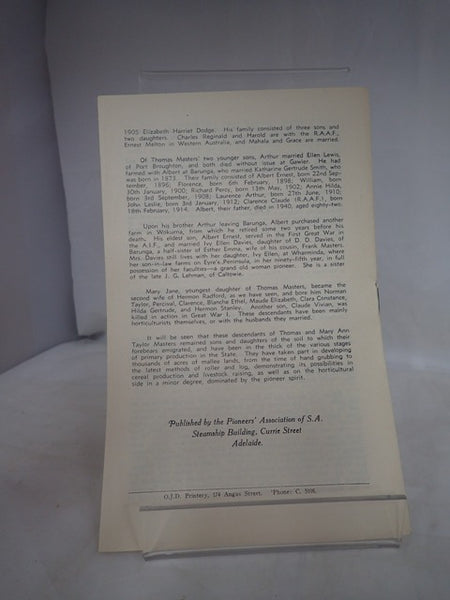 1905 Elizabeth Harriet Dodge. His family consisted of three sons and
two daughters. Charles Reginald and Harold are with the R.A.A.F.,
Ernest Melton in Western Australia, and Mahala and Grace are married.
Of Thomas Masters' two younger sons, Arthur married Ellen Lewis,
of Port Broughton, and both died without issue at Gawler. He had
farmed with Albert at Barunga, who married Katharine Gertrude Smith, who
was born in 1873. Their family consisted of Albert Ernest, born 22nd Sep-
tember, 1896; Florence, born 6th February, 1898; William, born
30th January, 1900; Richard Percy, born 13th May, 1902; Annie Hilda,
born 3rd September, 1908; Laurence Arthur, born 27th June, 1910;
John Leslie, born 3rd January, 1912; Clarence Claude (R.A.A.F.), born
18th February, 1914. Albert, their father, died in 1940, aged eighty-two
Upon his brother Arthur leaving Barunga, Albert purchased another
farm in Wokurna, from which he retired some two years before his
death. His eldest son, Albert Ernest, served in the First Great War in
the A.I.F., and married Ivy Ellen Davies, daughter of D. D. Davies, of
Barunga, a half-sister of Esther Emma, wife of his cousin, Frank Masters.
Mrs. Davies still lives with her daughter, Ivy Ellen, at Wharminda, where
her son-in-law farms on Eyre's Peninsula, in her ninety-fifth year, in full
possession of her faculties—a grand old woman pioneer. She is a sister
of the late J. G. Lehman, of Caltowie.
Mary Jane, youngest daughter of Thomas Masters, became the
second wife of Hermon Radford, as we have seen, and bore him Norman
Taylor, Percival, Clarence, Blanche Ethel, Maude Elizabeth, Clara Constance,
Hilda Gertrude, and Hermon Stanley. Another son, Claude Vivian, was
killed in action in Great War I. These descendants have been mainly
horticulturists themselves, or with the husbands they married.
It will be seen that these descendants of Thomas and Mary Ann
Taylor Masters remained sons and daughters of the soil to which their
forebears emigrated, and have been in the thick of the various stages
of primary production in the State. They have taken part in developing
thousands of acres of mallee lands, from the time of hand grubbing to
the latest methods of roller and log, demonstrating its possibilities in
cereal production and livestock raising, as well as on the horticultural
side in a minor degree, dominated by the pioneer spirit.
Published by the Pioneers' Association of S.A.
Steamship Building, Currie Street
Adelaide.
O.J.D. Printery, 174 Angas Street. 'Phone: C.